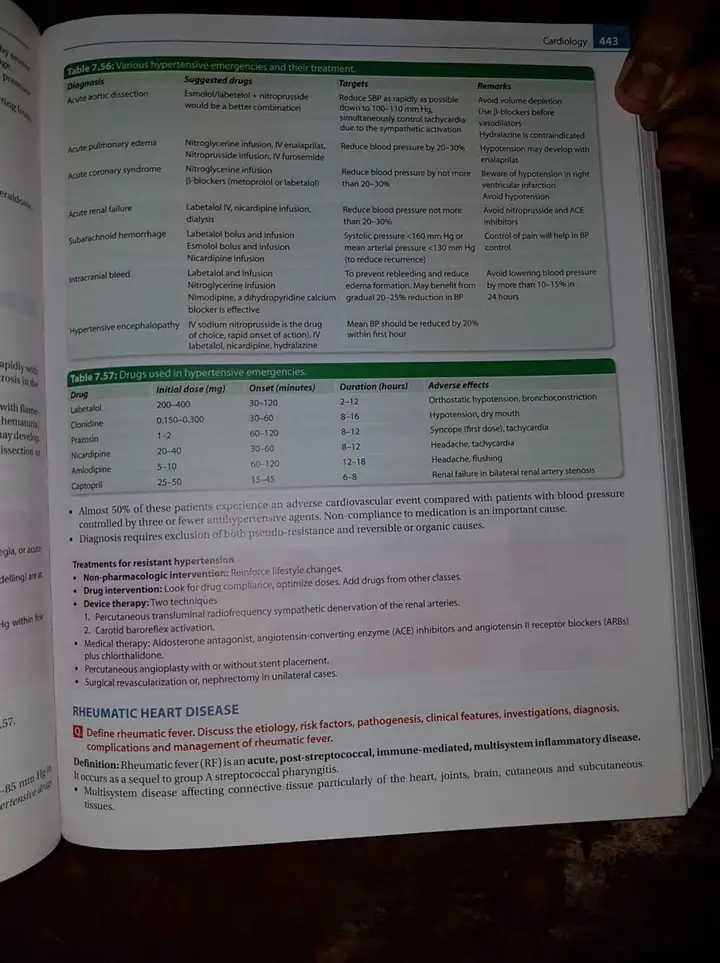 Cardiology 443
Table 7.56: Various hypertensive emergencies and their treatment.
Diagnosis Suggested drugs Targets Remarks
Acute aortic dissection Esmolol/labetelol + nitroprusside would be a better combination Reduce SBP as rapidly as possible down to 100–110 mm Hg, simultaneously control tachycardia due to the sympathetic activation Avoid volume depletion Use β-blockers before vasodilators Hydralazine is contraindicated
Acute pulmonary edema Nitroglycerine infusion, IV enalaprilat, Nitroprusside infusion, IV furosemide Reduce blood pressure by 20–30% Hypotension may develop with enalaprilat
Acute coronary syndrome Nitroglycerine infusion β-blockers (metoprolol or labetalol) Reduce blood pressure by not more than 20–30% Beware of hypotension in right ventricular infarction Avoid hypotension
Acute renal failure Labetalol IV, nicardipine infusion, dialysis Reduce blood pressure not more than 20–30% Avoid nitroprusside and ACE inhibitors
Subarachnoid hemorrhage Labetalol bolus and infusion Esmolol bolus and infusion Nicardipine infusion Systolic pressure <160 mm Hg or mean arterial pressure <130 mm Hg (to reduce recurrence) Control of pain will help in BP control
Intracranial bleed Labetalol and infusion Nitroglycerine infusion Nimodipine, a dihydropyridine calcium blocker is effective To prevent rebleeding and reduce edema formation. May benefit from gradual 20–25% reduction in BP Avoid lowering blood pressure by more than 10–15% in 24 hours
Hypertensive encephalopathy IV sodium nitroprusside is the drug of choice, rapid onset of action), IV labetalol, nicardipine, hydralazine Mean BP should be reduced by 20% within first hour
Table 7.57: Drugs used in hypertensive emergencies.
Drug Initial dose (mg) Onset (minutes) Duration (hours) Adverse effects
Labetalol 200–400 30–120 2–12 Orthostatic hypotension, bronchoconstriction
Clonidine 0.150–0.300 30–60 8–16 Hypotension, dry mouth
Prazosin 1–2 60–120 8–12 Syncope (first dose), tachycardia
Nicardipine 20–40 30–60 8–12 Headache, tachycardia
Amlodipine 5–10 60–120 12–18 Headache, flushing
Captopril 25–50 15–45 6–8 Renal failure in bilateral renal artery stenosis
• Almost 50% of these patients experience an adverse cardiovascular event compared with patients with blood pressure
controlled by three or fewer antihypertensive agents. Non-compliance to medication is an important cause.
• Diagnosis requires exclusion of both pseudo-resistance and reversible or organic causes.
Treatments for resistant hypertension
• Non-pharmacologic intervention: Reinforce lifestyle changes.
• Drug intervention: Look for drug compliance, optimize doses. Add drugs from other classes.
• Device therapy: Two techniques
1. Percutaneous transluminal radiofrequency sympathetic denervation of the renal arteries.
2. Carotid baroreflex activation.
• Medical therapy: Aldosterone antagonist, angiotensin-converting enzyme (ACE) inhibitors and angiotensin II receptor blockers (ARBs)
plus chlorthalidone.
• Percutaneous angioplasty with or without stent placement.
• Surgical revascularization or, nephrectomy in unilateral cases.
RHEUMATIC HEART DISEASE
Q Define rheumatic fever. Discuss the etiology, risk factors, pathogenesis, clinical features, investigations, diagnosis,
complications and management of rheumatic fever.
Definition: Rheumatic fever (RF) is an acute, post-streptococcal, immune-mediated, multisystem inflammatory disease.
It occurs as a sequel to group A streptococcal pharyngitis.
• Multisystem disease affecting connective tissue particularly of the heart, joints, brain, cutaneous and subcutaneous
tissues.